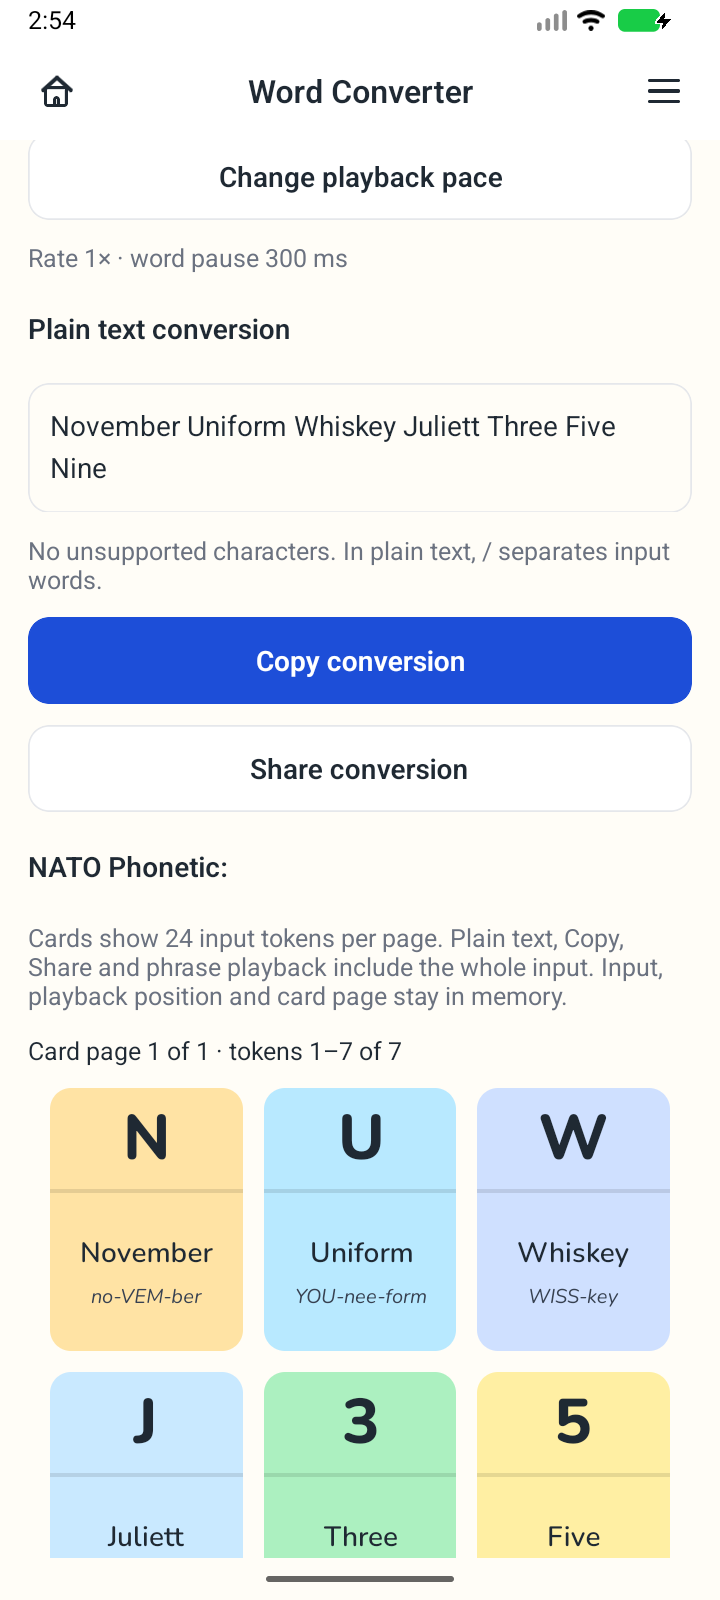 2:54
Word Converter
Change playback pace
Rate 1× · word pause 300 ms
Plain text conversion
November Uniform Whiskey Juliett Three Five
Nine
No unsupported characters. In plain text, / separates input
words.
Copy conversion
Share conversion
NATO Phonetic:
Cards show 24 input tokens per page. Plain text, Copy,
Share and phrase playback include the whole input. Input,
playback position and card page stay in memory.
Card page 1 of 1 · tokens 1–7 of 7
N
November
no-VEM-ber
U
Uniform
YOU-nee-form
W
Whiskey
WISS-key
J
Juliett
3
Three
5
Five